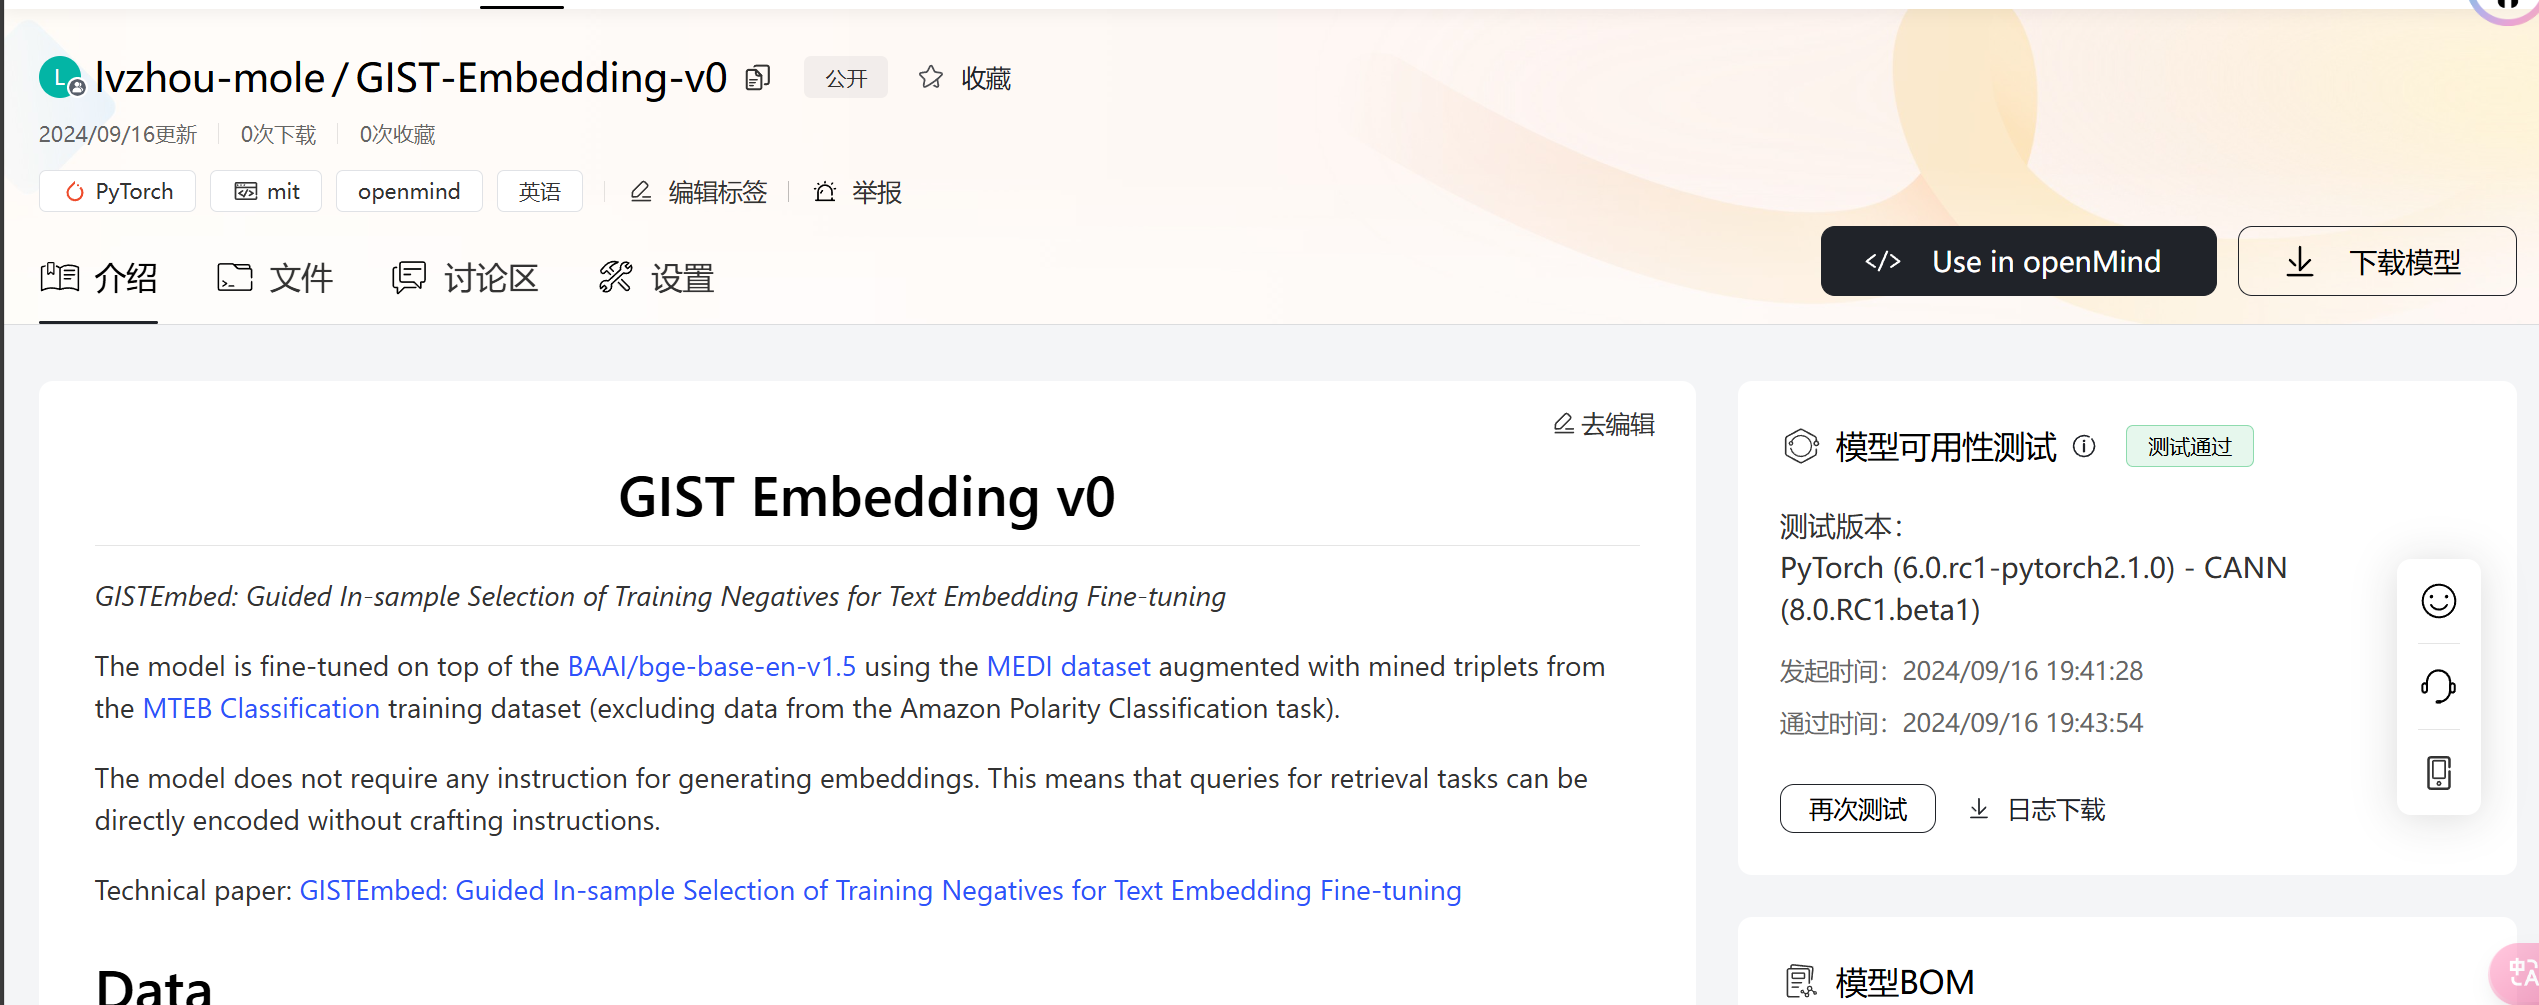 L lvzhou-mole / GIST-Embedding-v0 公开 收藏
2024/09/16更新 0次下载 0次收藏
PyTorch mit openmind 英语 编辑标签 举报
介绍 文件 讨论区 设置
Use in openMind 下载模型
去编辑
GIST Embedding v0
GISTEmbed: Guided In-sample Selection of Training Negatives for Text Embedding Fine-tuning
The model is fine-tuned on top of the BAAI/bge-base-en-v1.5 using the MEDI dataset augmented with mined triplets from
the MTEB Classification training dataset (excluding data from the Amazon Polarity Classification task).
The model does not require any instruction for generating embeddings. This means that queries for retrieval tasks can be
directly encoded without crafting instructions.
Technical paper: GISTEmbed: Guided In-sample Selection of Training Negatives for Text Embedding Fine-tuning
Data
模型可用性测试 测试通过
测试版本：
PyTorch (6.0.rc1-pytorch2.1.0) - CANN
(8.0.RC1.beta1)
发起时间：2024/09/16 19:41:28
通过时间：2024/09/16 19:43:54
再次测试 日志下载
模型BOM
中A